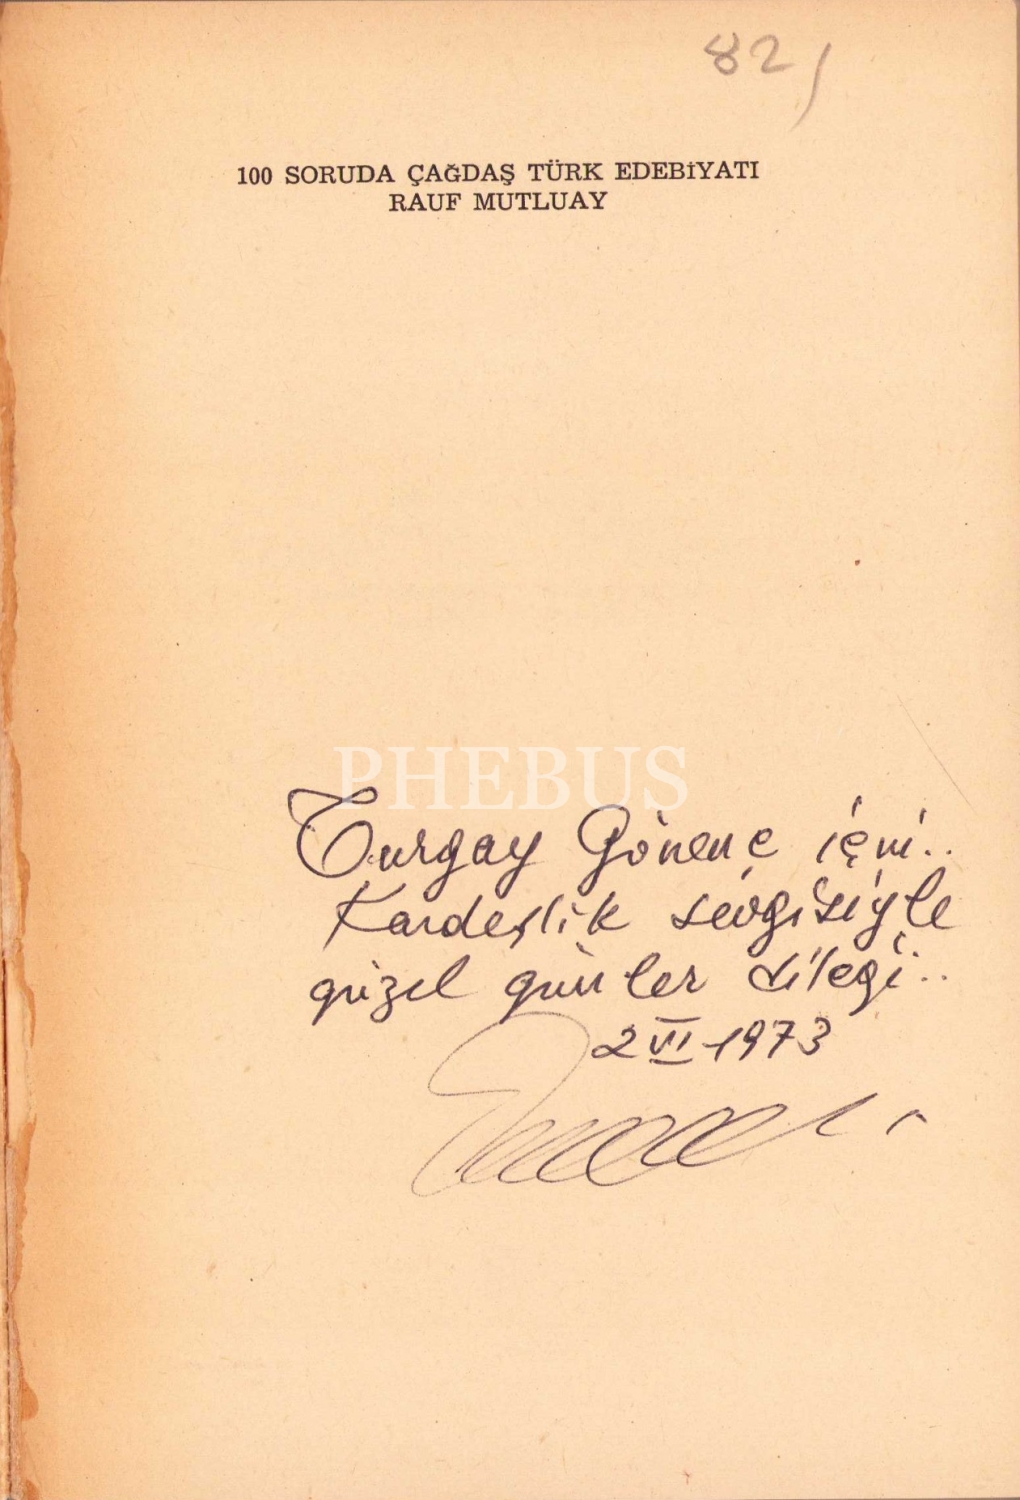 82/
100 SORUDA ÇAĞDAŞ TÜRK EDEBİYATI
RAUF MUTLUAY
PHEBUS
Turgay Gönenç için..
Kardeşlik sevgisiyle
güzel günler dileği..
2 VI 1973